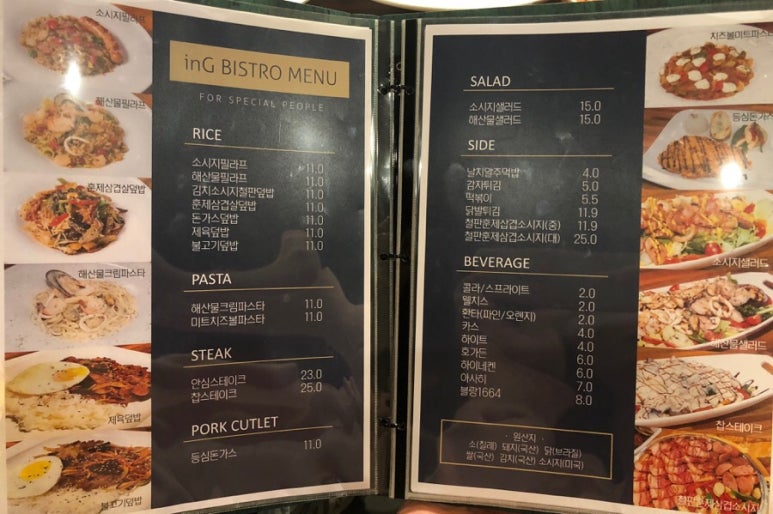 소시지필라프
해산물필라프
훈제삼겹살덮밥
해산물크림파스타
제육덮밥
불고기덮밥
inG BISTRO MENU
FOR SPECIAL PEOPLE
RICE
소시지필라프 11.0
해산물필라프 11.0
김치소시지철판덮밥 11.0
훈제삼겹살덮밥 11.0
돈가스덮밥 11.0
제육덮밥 11.0
불고기덮밥 11.0
PASTA
해산물크림파스타 11.0
미트치즈볼파스타 11.0
STEAK
안심스테이크 23.0
찹스테이크 25.0
PORK CUTLET
등심돈가스 11.0
SALAD
소시지샐러드 15.0
해산물샐러드 15.0
SIDE
날치알주먹밥 4.0
감자튀김 5.0
떡볶이 5.5
닭발튀김 11.9
철판훈제삼겹소시지(중) 11.9
철판훈제삼겹소시지(대) 25.0
BEVERAGE
콜라/스프라이트 2.0
웰치스 2.0
환타(파인/오렌지) 2.0
카스 4.0
하이트 4.0
호가든 6.0
하이네켄 6.0
아사히 7.0
블랑1664 8.0
· 원산지 ·
소(칠레) 돼지(국산) 닭(브라질)
쌀(국산) 김치(국산) 소시지(미국)
치즈볼미트파스타
등심돈가스
소시지샐러드
해산물샐러드
찹스테이크
철판훈제삼겹소시지